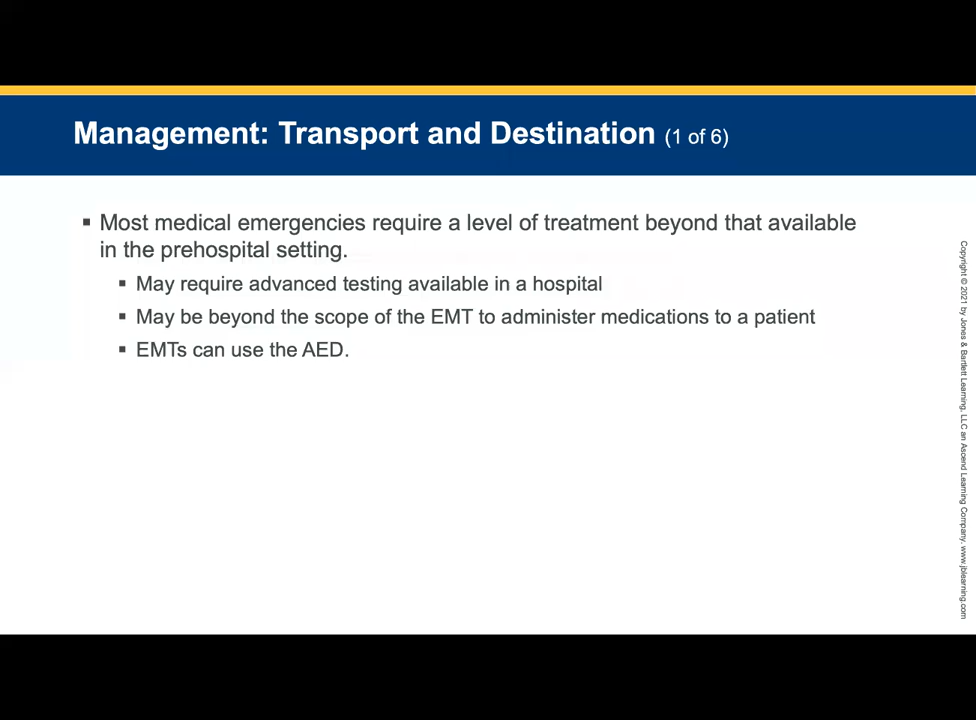 Management: Transport and Destination (1 of 6)
▪ Most medical emergencies require a level of treatment beyond that available
in the prehospital setting.
▪ May require advanced testing available in a hospital
▪ May be beyond the scope of the EMT to administer medications to a patient
▪ EMTs can use the AED.
Copyright © 2021 by Jones & Bartlett Learning, LLC an Ascend Learning Company. www.jblearning.com